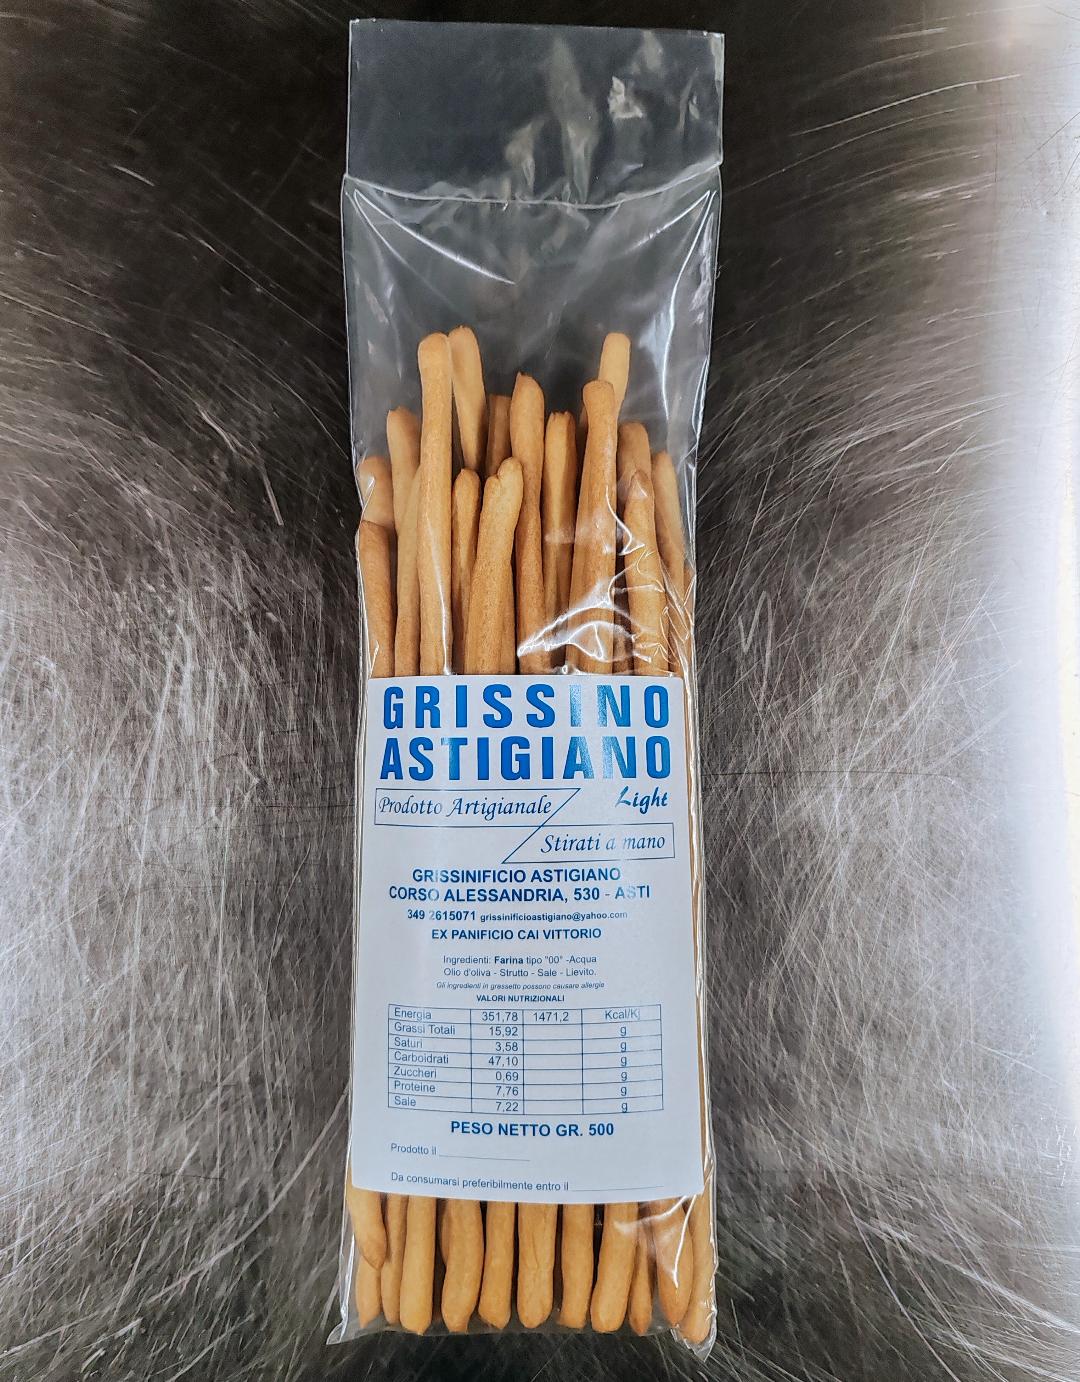 GRISSINO
ASTIGIANO
Prodotto Artigianale
Light
Stirati a mano
GRISSINIFICIO ASTIGIANO
CORSO ALESSANDRIA, 530 - ASTI
349 2615071 grissinificioastigiano@yahoo.com
EX PANIFICIO CAI VITTORIO
Ingredienti: Farina tipo "00" -Acqua
Olio d'oliva - Strutto - Sale - Lievito.
Gli ingredienti in grassetto possono causare allergie
VALORI NUTRIZIONALI
Energia 351,78 1471,2 Kcal/Kj
Grassi Totali 15,92 g
Saturi 3,58 g
Carboidrati 47,10 g
Zuccheri 0,69 g
Proteine 7,76 g
Sale 7,22 g
PESO NETTO GR. 500
Prodotto il
Da consumarsi preferibilmente entro il